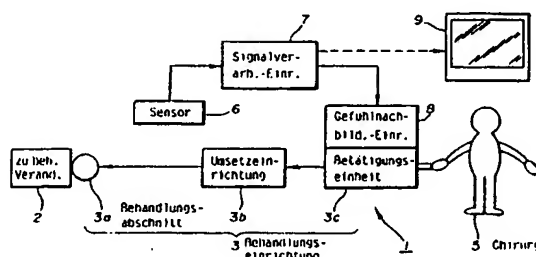 7
9
Signalver-
arb.-Einr.
Sensor
6
Gefühlnach-
bild.-Einr.
8
zu beh.
Verand.
2
3a
Umsetzein-
richtung
3b
Betätigungs-
einheit
3c
Behandlungs-
abschnitt
3 Behandlungs-
einrichtung
1
5 Chirurg